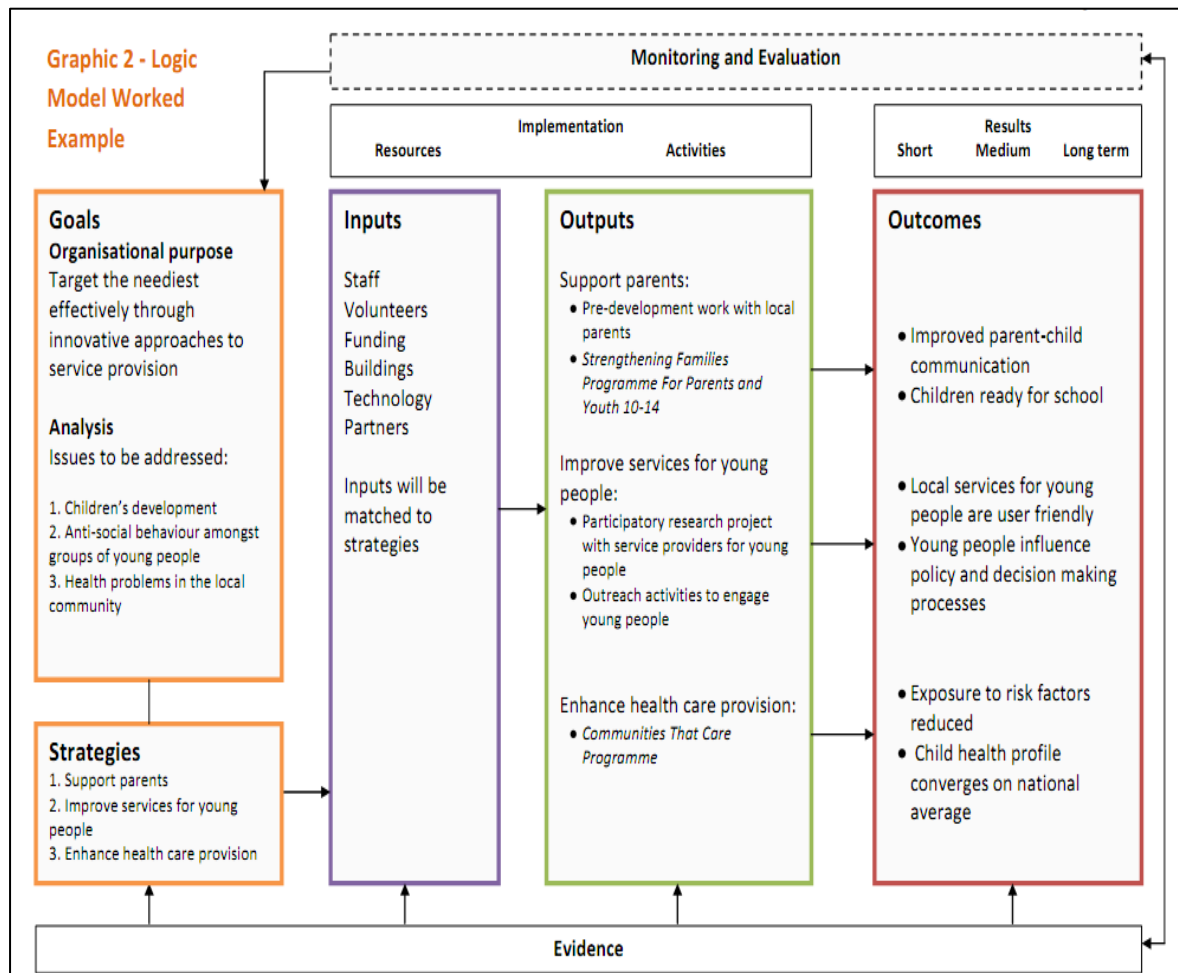 Graphic 2 - Logic
Model Worked
Example
Monitoring and Evaluation
Implementation
Resources Activities
Results
Short Medium Long term
Goals
Organisational purpose
Target the neediest
effectively through
innovative approaches to
service provision
Analysis
Issues to be addressed:
1. Children's development
2. Anti-social behaviour amongst
groups of young people
3. Health problems in the local
community
Strategies
1. Support parents
2. Improve services for young
people
3. Enhance health care provision
Inputs
Staff
Volunteers
Funding
Buildings
Technology
Partners
Inputs will be
matched to
strategies
Outputs
Support parents:
• Pre-development work with local
parents
• Strengthening Families
Programme For Parents and
Youth 10-14
Improve services for young
people:
• Participatory research project
with service providers for young
people
• Outreach activities to engage
young people
Enhance health care provision:
• Communities That Care
Programme
Outcomes
• Improved parent-child
communication
• Children ready for school
• Local services for young
people are user friendly
• Young people influence
policy and decision making
processes
• Exposure to risk factors
reduced
• Child health profile
converges on national
average
Evidence